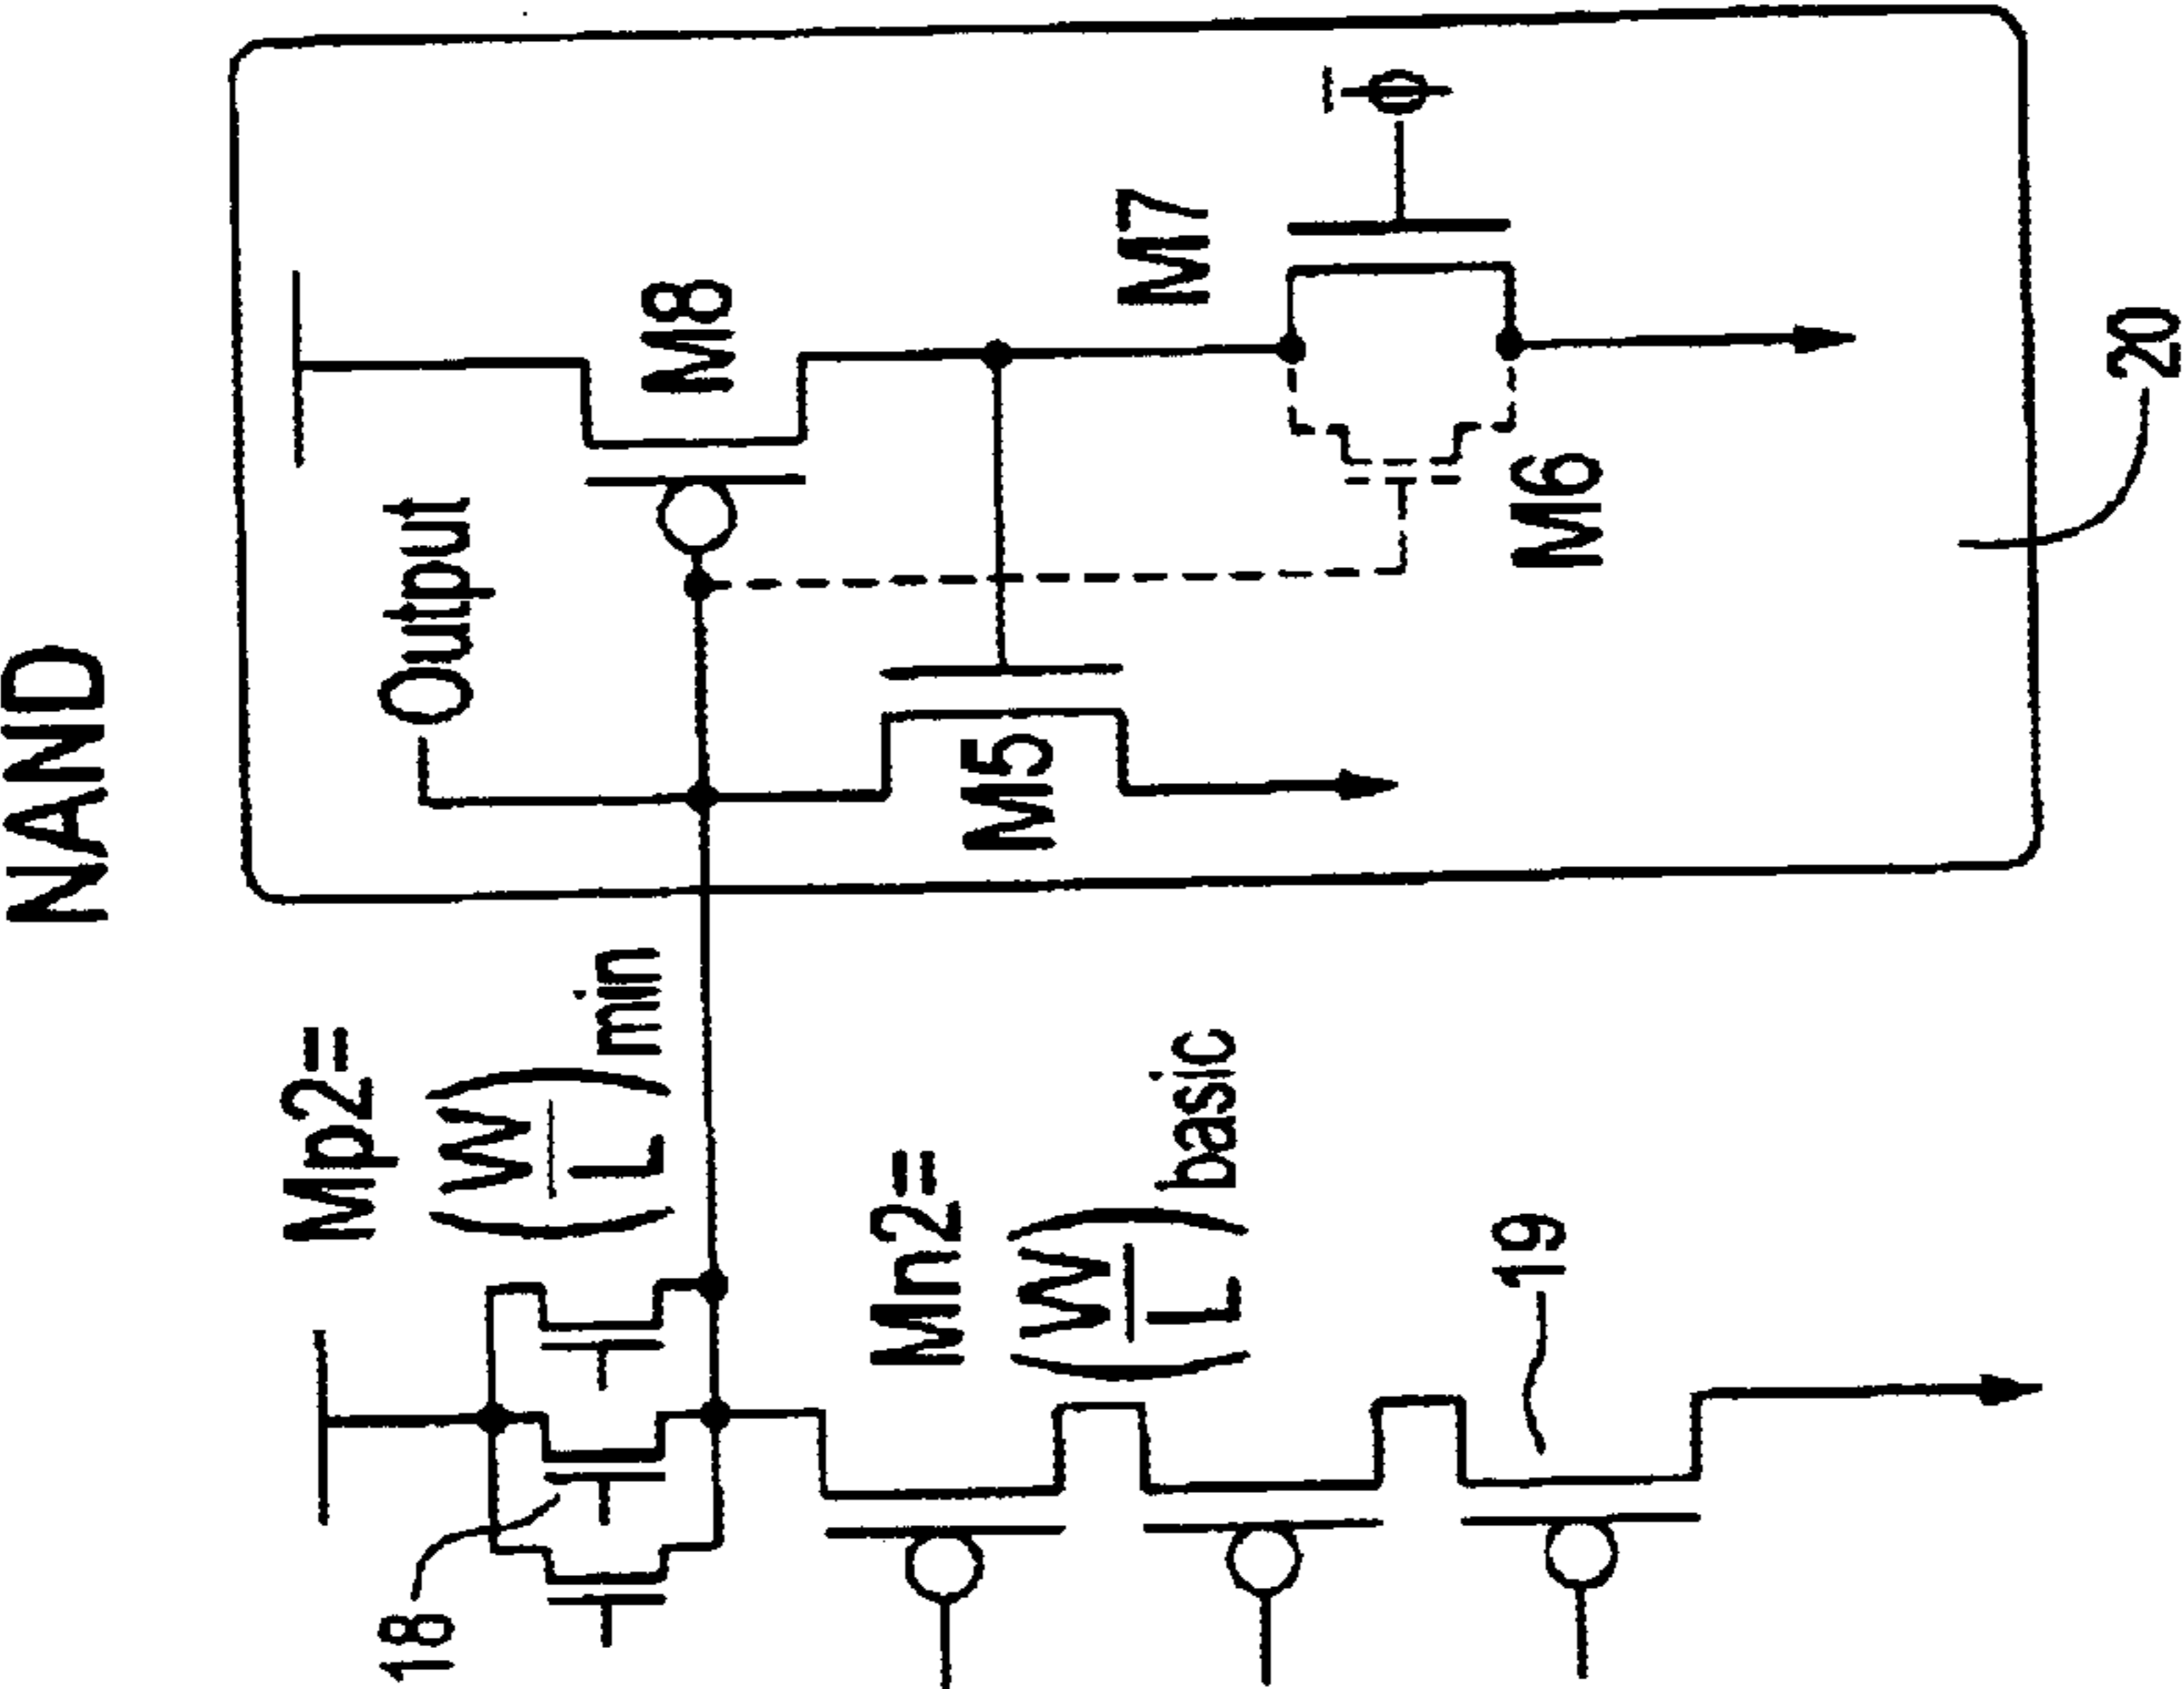 NAND
Mp2=
(W/L) min
18
Mn2=
(W/L) basic
19
Output
M8
M5
M7
M6
φ̅
20